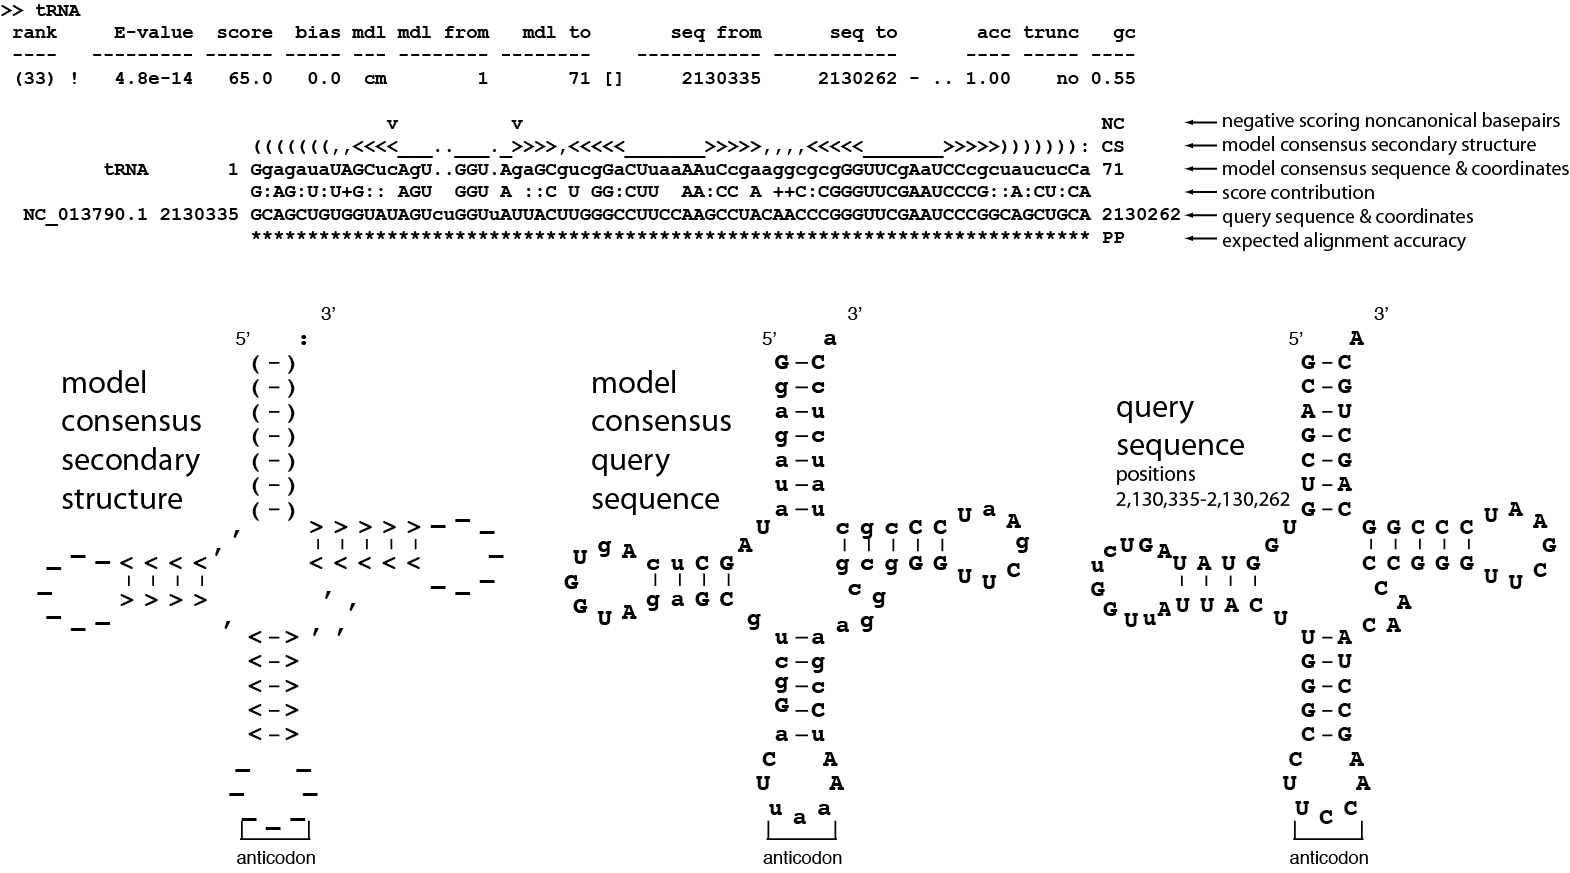 >> tRNA
rank E-value score bias mdl mdl from mdl to seq from seq to acc trunc gc
---- --------- ------ ----- --- -------- -------- ----------- ----------- ---- ----- ----
(33) ! 4.8e-14 65.0 0.0 cm 1 71 [] 2130335 2130262 - .. 1.00 no 0.55
v v NC negative scoring noncanonical basepairs
(((((((,,<<<<___..___._>>>>,<<<<<_______>>>>>,,,,<<<<<_______>>>>>))))))): CS model consensus secondary structure
tRNA 1 GgagauaUAGCucAgU..GGU.AgaGCgucgGaCUuaaAAuCcgaaggcgcgGGUUCGAaUCCCgcuaucucCa 71 model consensus sequence & coordinates
G:AG:U:U+G:: AGU GGU A ::C U GG:CUU AA:CC A ++C:CGGGUUCGAAUCCCG::A:CU:CA score contribution
NC_013790.1 2130335 GCAGCUGUGGUAUAGUcuGGUuAUUACUUGGGCCUUCCAAGCCUACAACCCGGGUUCGAAUCCCGGCAGCUGCA 2130262 query sequence & coordinates
************************************************************************** PP expected alignment accuracy
3'
5' :
(-)
(-)
(-)
(-)
(-)
(-)
(-)
model
consensus
secondary
structure
, > > > > > _ _ _
_ _ < < < < , < < < < < _ _
_ _ > > > > , , _ _
_ _ _ , <-> , ,
<->
<->
<->
<->
_ _
_ _
_ _ _
anticodon
3'
5' a
G-C
g-c
a-u
g-c
a-u
u-a
a-u
model
consensus
query
sequence
U c g c C C U a A
U g A c u C G A g c g G G U U C g
G c g
G U A g a G C g a g
u-a
c-g
g-c
G-C
a-u
C A
U A
u a a
anticodon
3'
5' A
G-C
C-G
A-U
G-C
C-G
U-A
G-C
query
sequence
positions
2,130,335-2,130,262
U G G C C C U A A
u c U G A U A U G G C C G G G U U C G
G C A
G U u A U U A C U C A
U-A
G-U
G-C
G-C
C-G
C A
U A
U C C
anticodon